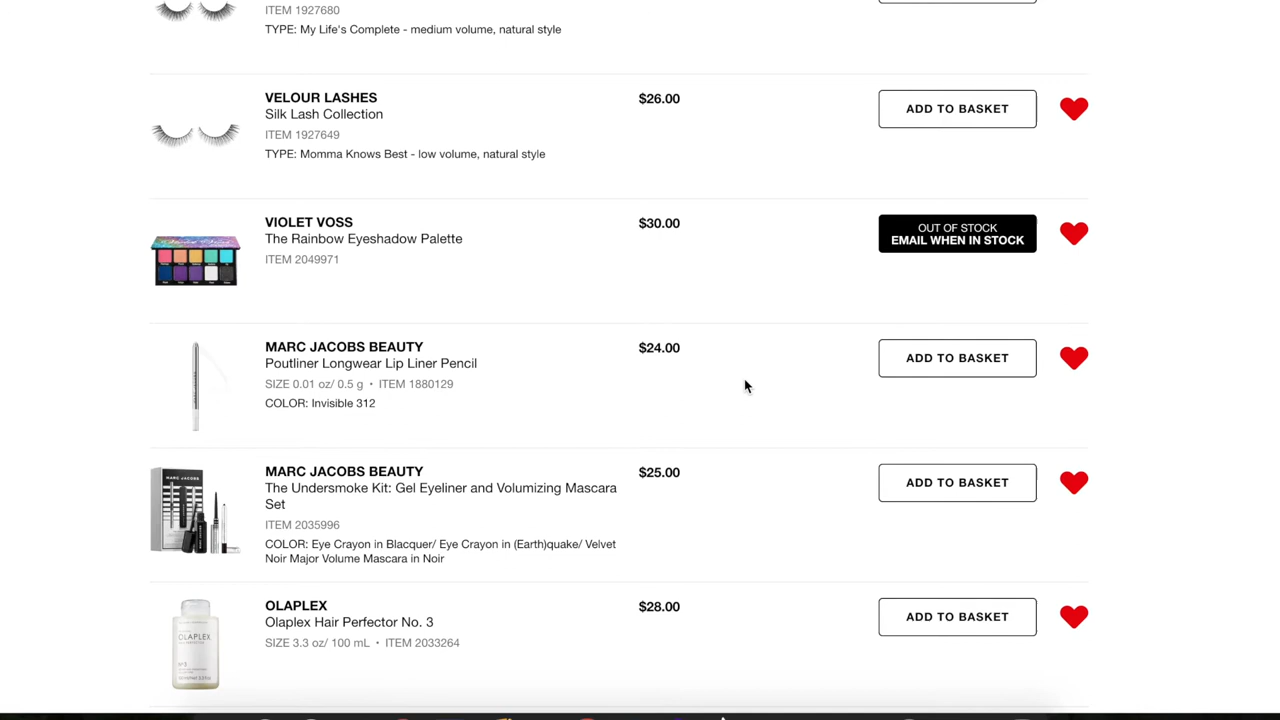 ITEM 1927680
TYPE: My Life's Complete - medium volume, natural style
VELOUR LASHES
$26.00
ADD TO BASKET
Silk Lash Collection
ITEM 1927649
TYPE: Momma Knows Best - low volume, natural style
VIOLET VOSS
$30.00
OUT OF STOCK
EMAIL WHEN IN STOCK
The Rainbow Eyeshadow Palette
ITEM 2049971
MARC JACOBS BEAUTY
$24.00
ADD TO BASKET
Poutliner Longwear Lip Liner Pencil
SIZE 0.01 oz/ 0.5 g • ITEM 1880129
COLOR: Invisible 312
MARC JACOBS BEAUTY
$25.00
ADD TO BASKET
The Undersmoke Kit: Gel Eyeliner and Volumizing Mascara
Set
ITEM 2035996
COLOR: Eye Crayon in Blacquer/ Eye Crayon in (Earth)quake/ Velvet
Noir Major Volume Mascara in Noir
MARC JACOBS
OLAPLEX
$28.00
ADD TO BASKET
Olaplex Hair Perfector No. 3
SIZE 3.3 oz/ 100 mL • ITEM 2033264
OLAPLEX